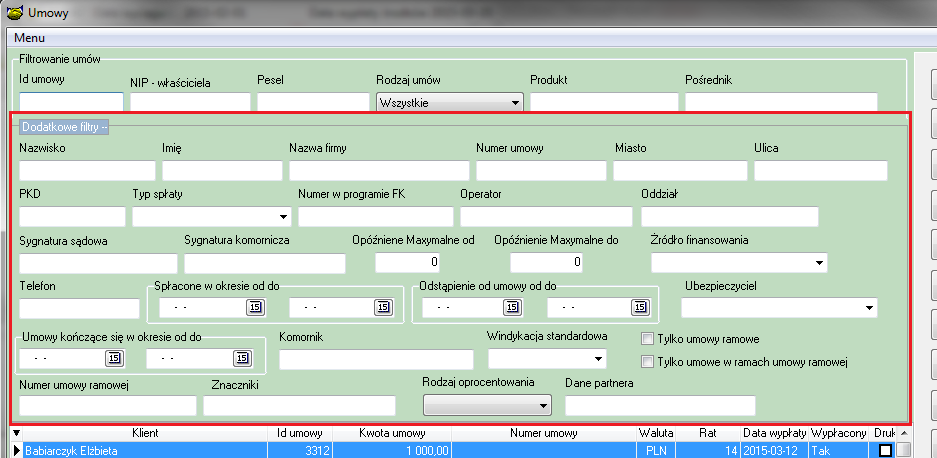 Umowy
Menu
Filtrowanie umów
Id umowy NIP - właściciela Pesel Rodzaj umów Produkt Pośrednik
Wszystkie
Dodatkowe filtry --
Nazwisko Imię Nazwa firmy Numer umowy Miasto Ulica
PKD Typ spłaty Numer w programie FK Operator Oddział
Sygnatura sądowa Sygnatura komornicza Opóźniene Maxymalne od Opóźnienie Maxymalne do Źródło finansowania
0 0
Telefon Spłacone w okresie od do Odstąpienie od umowy od do Ubezpieczyciel
- - 15 - - 15 - - 15 - - 15
Umowy kończące się w okresie od do Komornik Windykacja standardowa Tylko umowy ramowe
- - 15 - - 15 Tylko umowe w ramach umowy ramowej
Numer umowy ramowej Znaczniki Rodzaj oprocentowania Dane partnera
Klient Id umowy Kwota umowy Numer umowy Waluta Rat Data wypłaty Wypłacony Druk
Babiarczyk Elżbieta 3312 1 000,00 PLN 14 2015-03-12 Tak